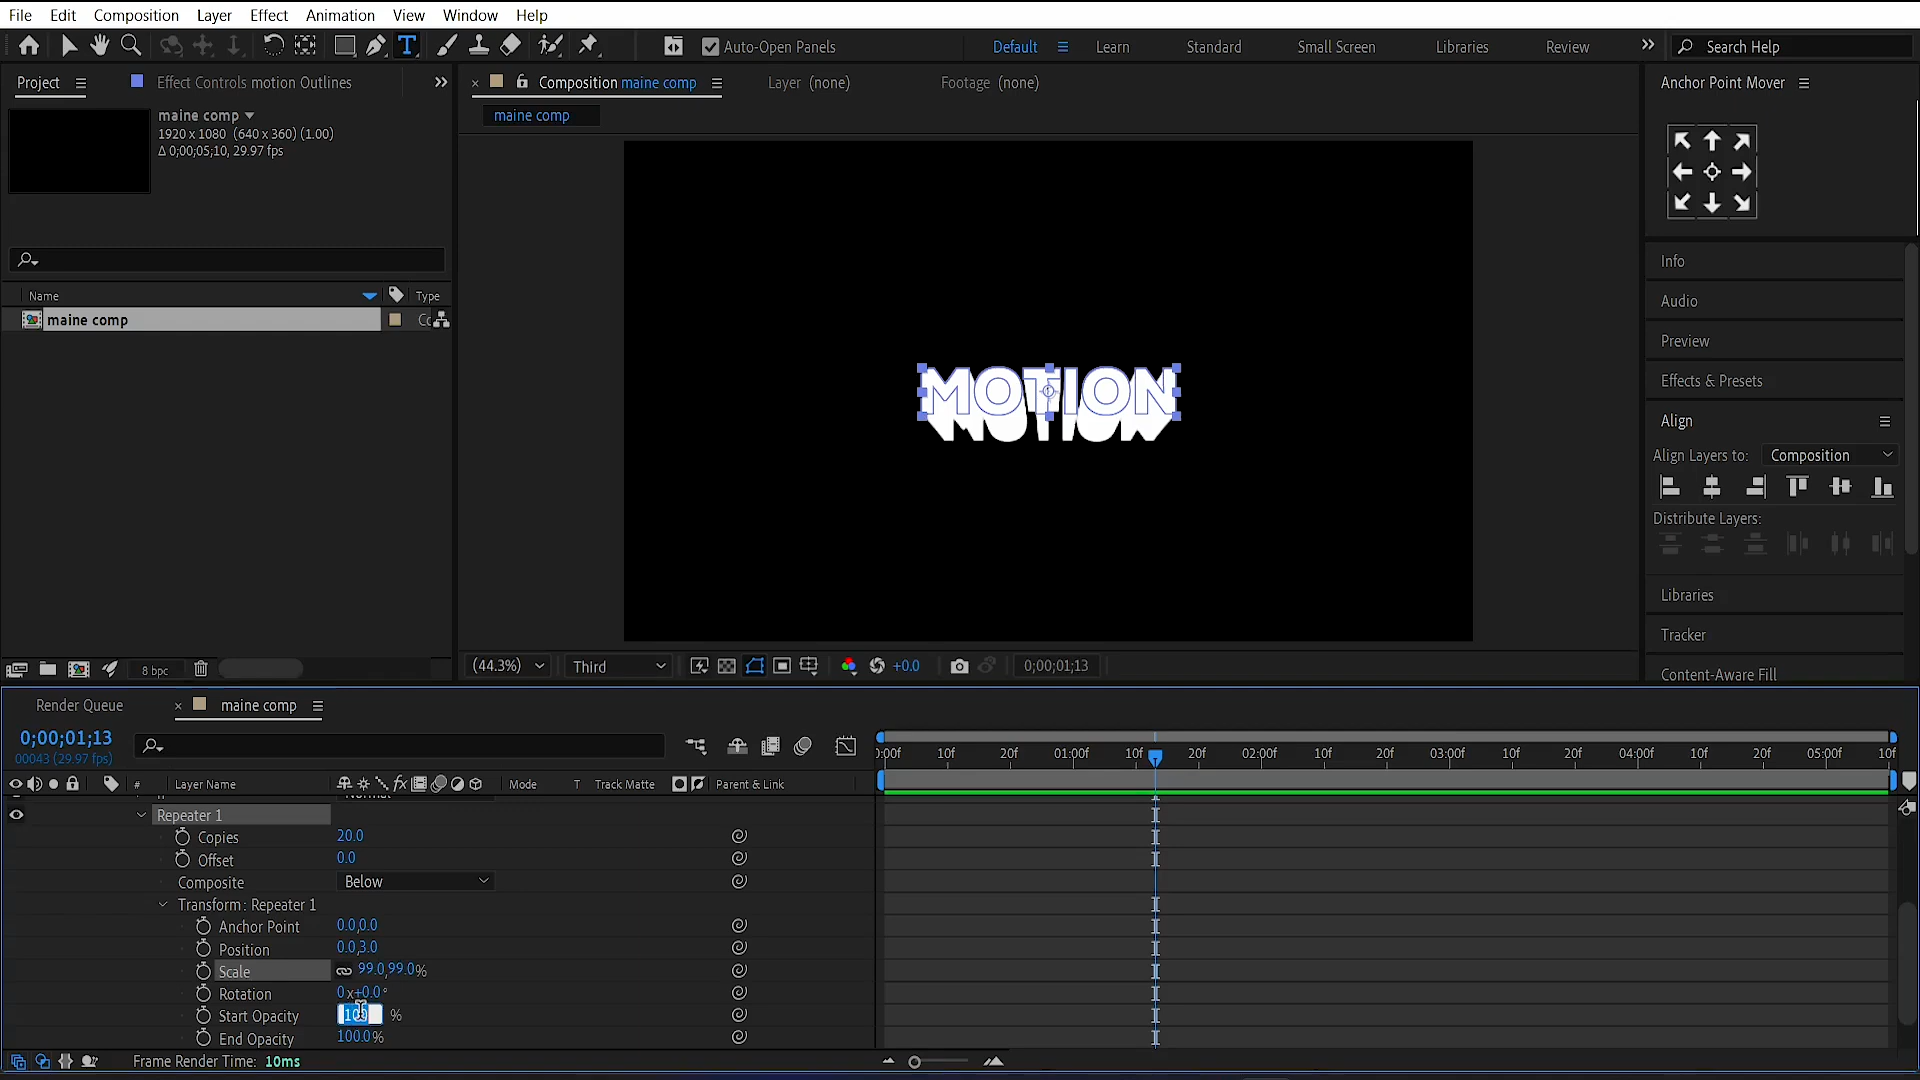 File Edit Composition Layer Effect Animation View Window Help
Auto-Open Panels Default Learn Standard Small Screen Libraries Review Search Help
Project Effect Controls motion Outlines
Composition maine comp Layer (none) Footage (none)
Anchor Point Mover
maine comp
1920 x 1080 (640 x 360) (1.00)
Δ 0;00;05;10, 29.97 fps
maine comp
Name Type
maine comp
MOTION
Info
Audio
Preview
Effects & Presets
Align
Align Layers to: Composition
Distribute Layers:
Libraries
Tracker
Content-Aware Fill
8 bpc
(44.3%) Third +0.0 0;00;01;13
Render Queue maine comp
0;00;01;13
00043 (29.97 fps)
0:00f 10f 20f 01:00f 10f 20f 02:00f 10f 20f 03:00f 10f 20f 04:00f 10f 20f 05:00f 10f
# Layer Name Mode T Track Matte Parent & Link
Repeater 1
Copies 20.0
Offset 0.0
Composite Below
Transform: Repeater 1
Anchor Point 0.0,0.0
Position 0.0,3.0
Scale 99.0,99.0%
Rotation 0x+0.0°
Start Opacity 100 %
End Opacity 100.0%
Frame Render Time: 10ms